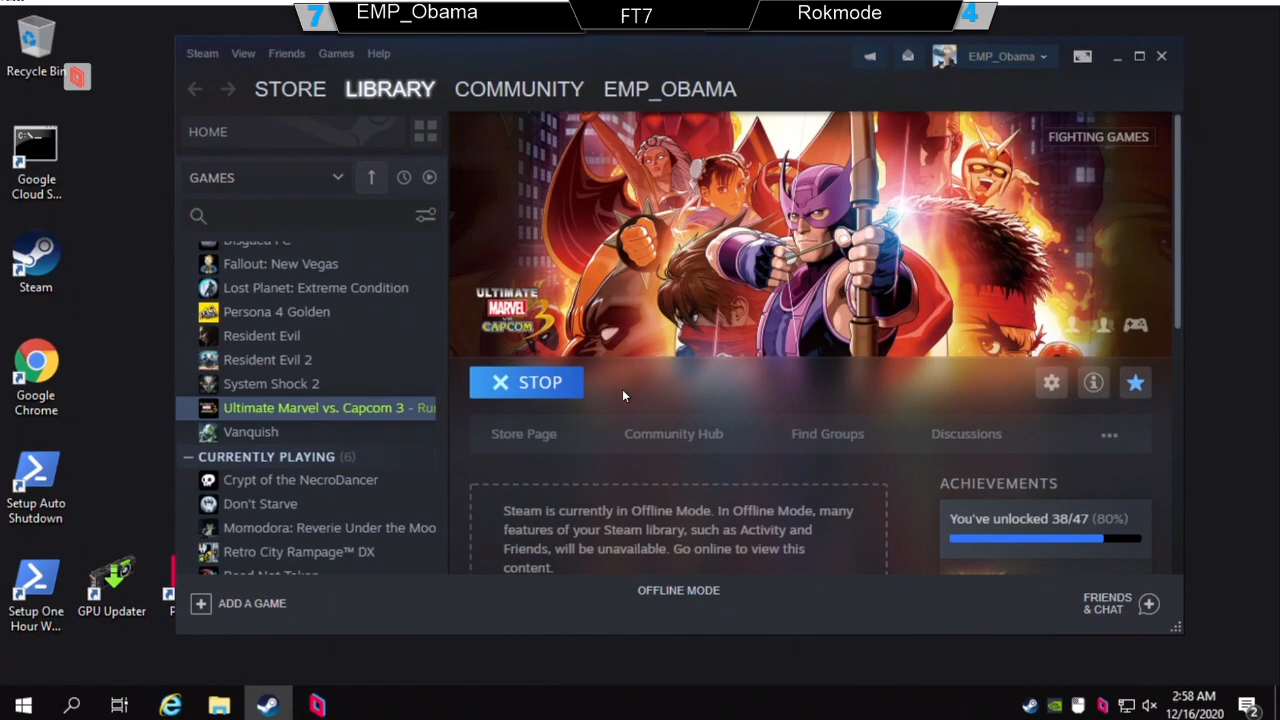 7 EMP_Obama FT7 Rokmode 4
Recycle Bin
Google
Cloud S...
Steam
Google
Chrome
Setup Auto
Shutdown
Setup One
Hour W...
GPU Updater
P
Steam View Friends Games Help
EMP_Obama
STORE LIBRARY COMMUNITY EMP_OBAMA
HOME
GAMES
Disgaea PC
Fallout: New Vegas
Lost Planet: Extreme Condition
Persona 4 Golden
Resident Evil
Resident Evil 2
System Shock 2
Ultimate Marvel vs. Capcom 3 - Ru
Vanquish
CURRENTLY PLAYING (6)
Crypt of the NecroDancer
Don't Starve
Momodora: Reverie Under the Moo
Retro City Rampage™ DX
Read Not Taken
ADD A GAME
FIGHTING GAMES
ULTIMATE
MARVEL
VS.
CAPCOM 3
STOP
Store Page Community Hub Find Groups Discussions
Steam is currently in Offline Mode. In Offline Mode, many
features of your Steam library, such as Activity and
Friends, will be unavailable. Go online to view this
content.
ACHIEVEMENTS
You've unlocked 38/47 (80%)
OFFLINE MODE
FRIENDS
& CHAT
2:58 AM
12/16/2020
2